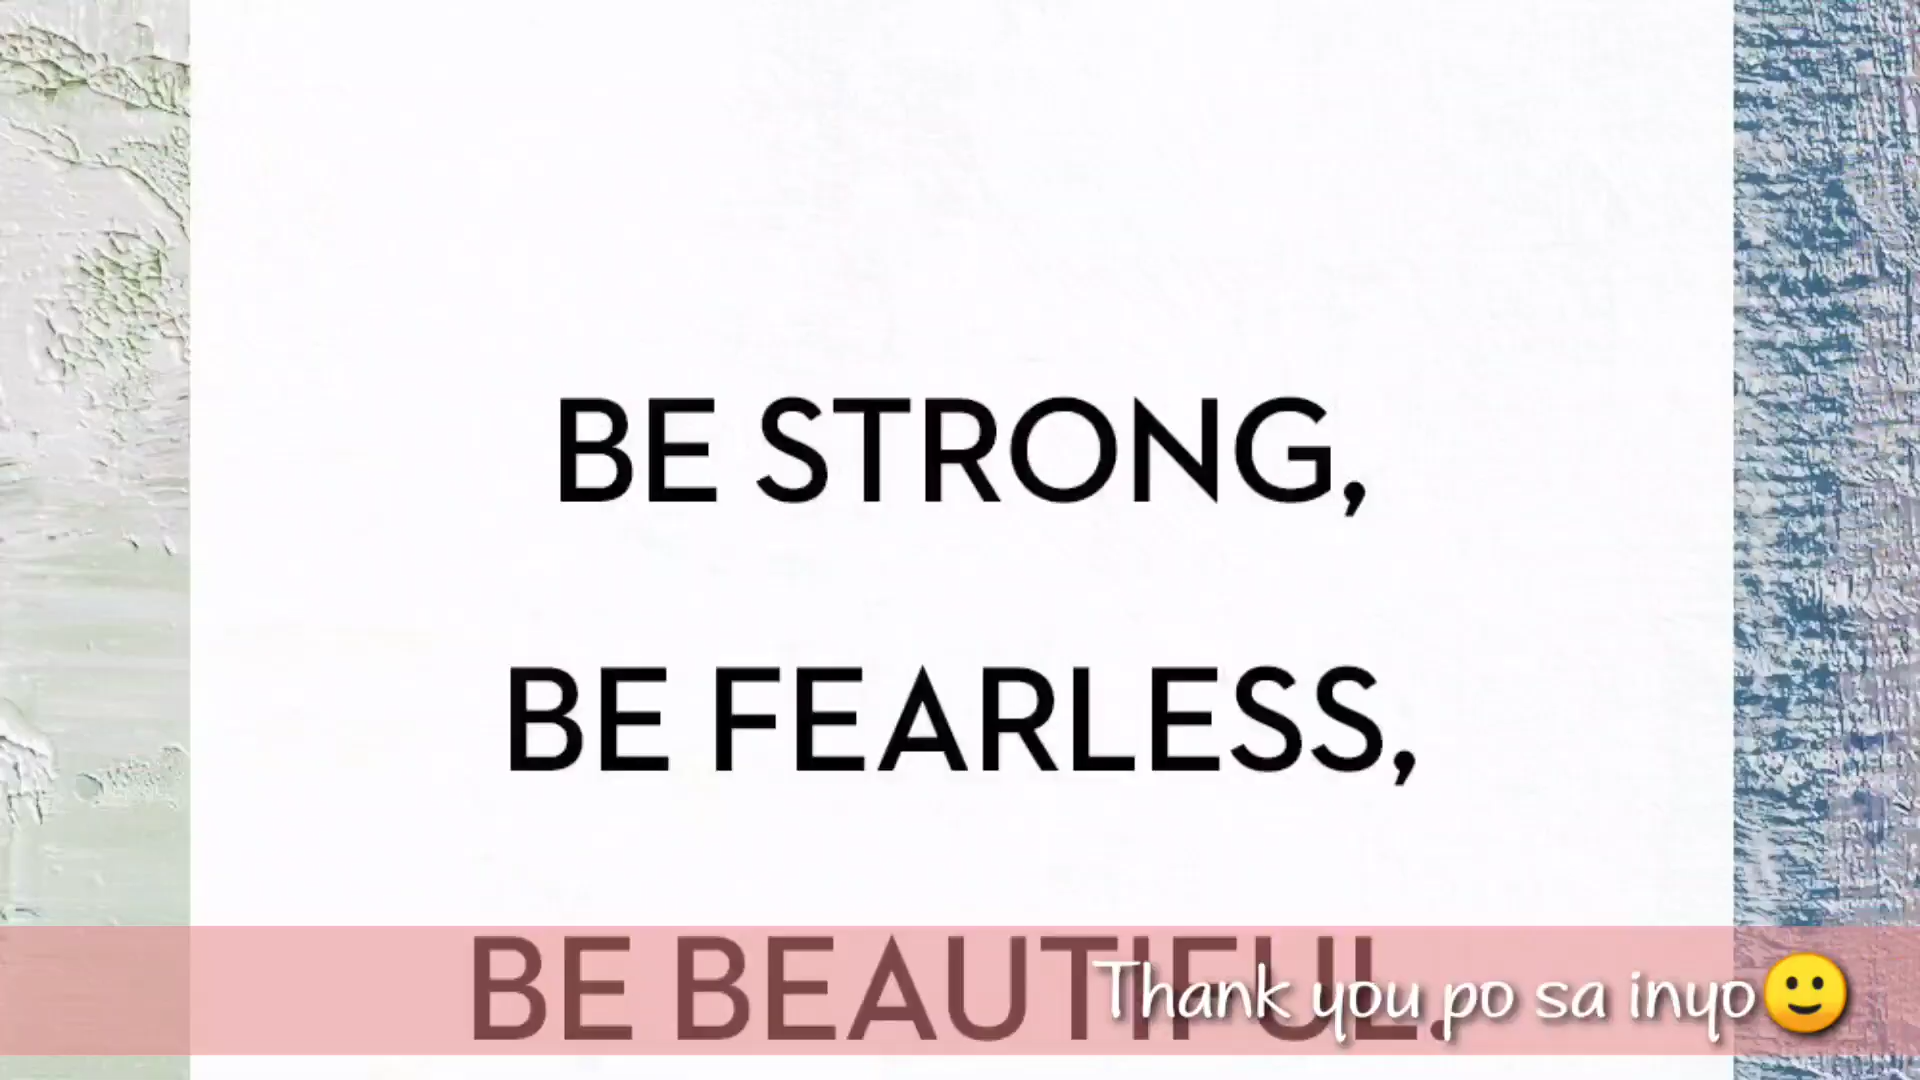 BE STRONG,
BE FEARLESS,
BE BEAUTIFUL.
Thank you po sa inyo🙂